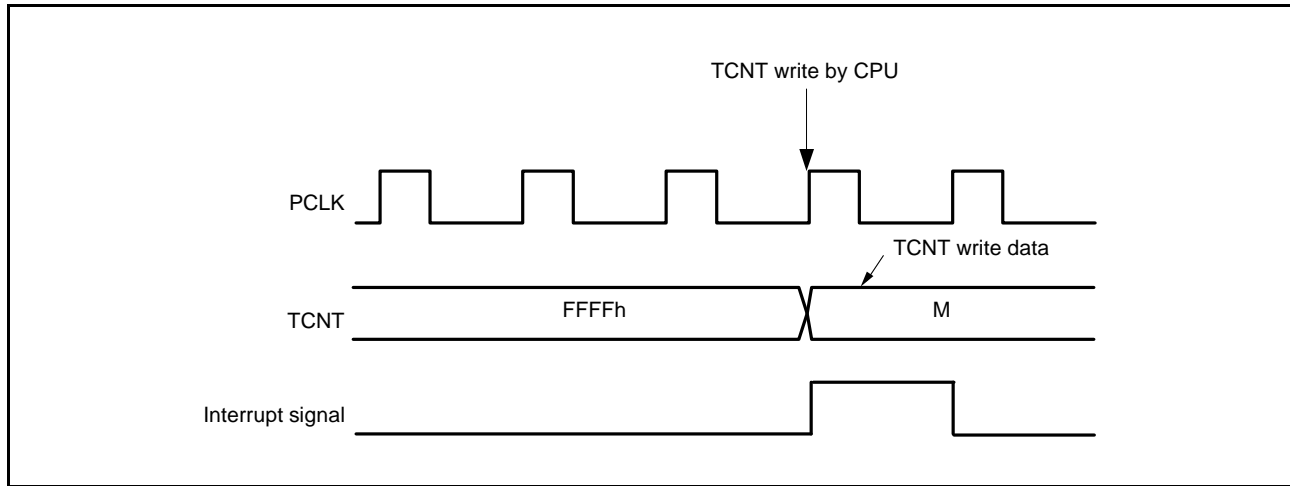 TCNT write by CPU
PCLK
TCNT write data
TCNT
FFFFh
M
Interrupt signal